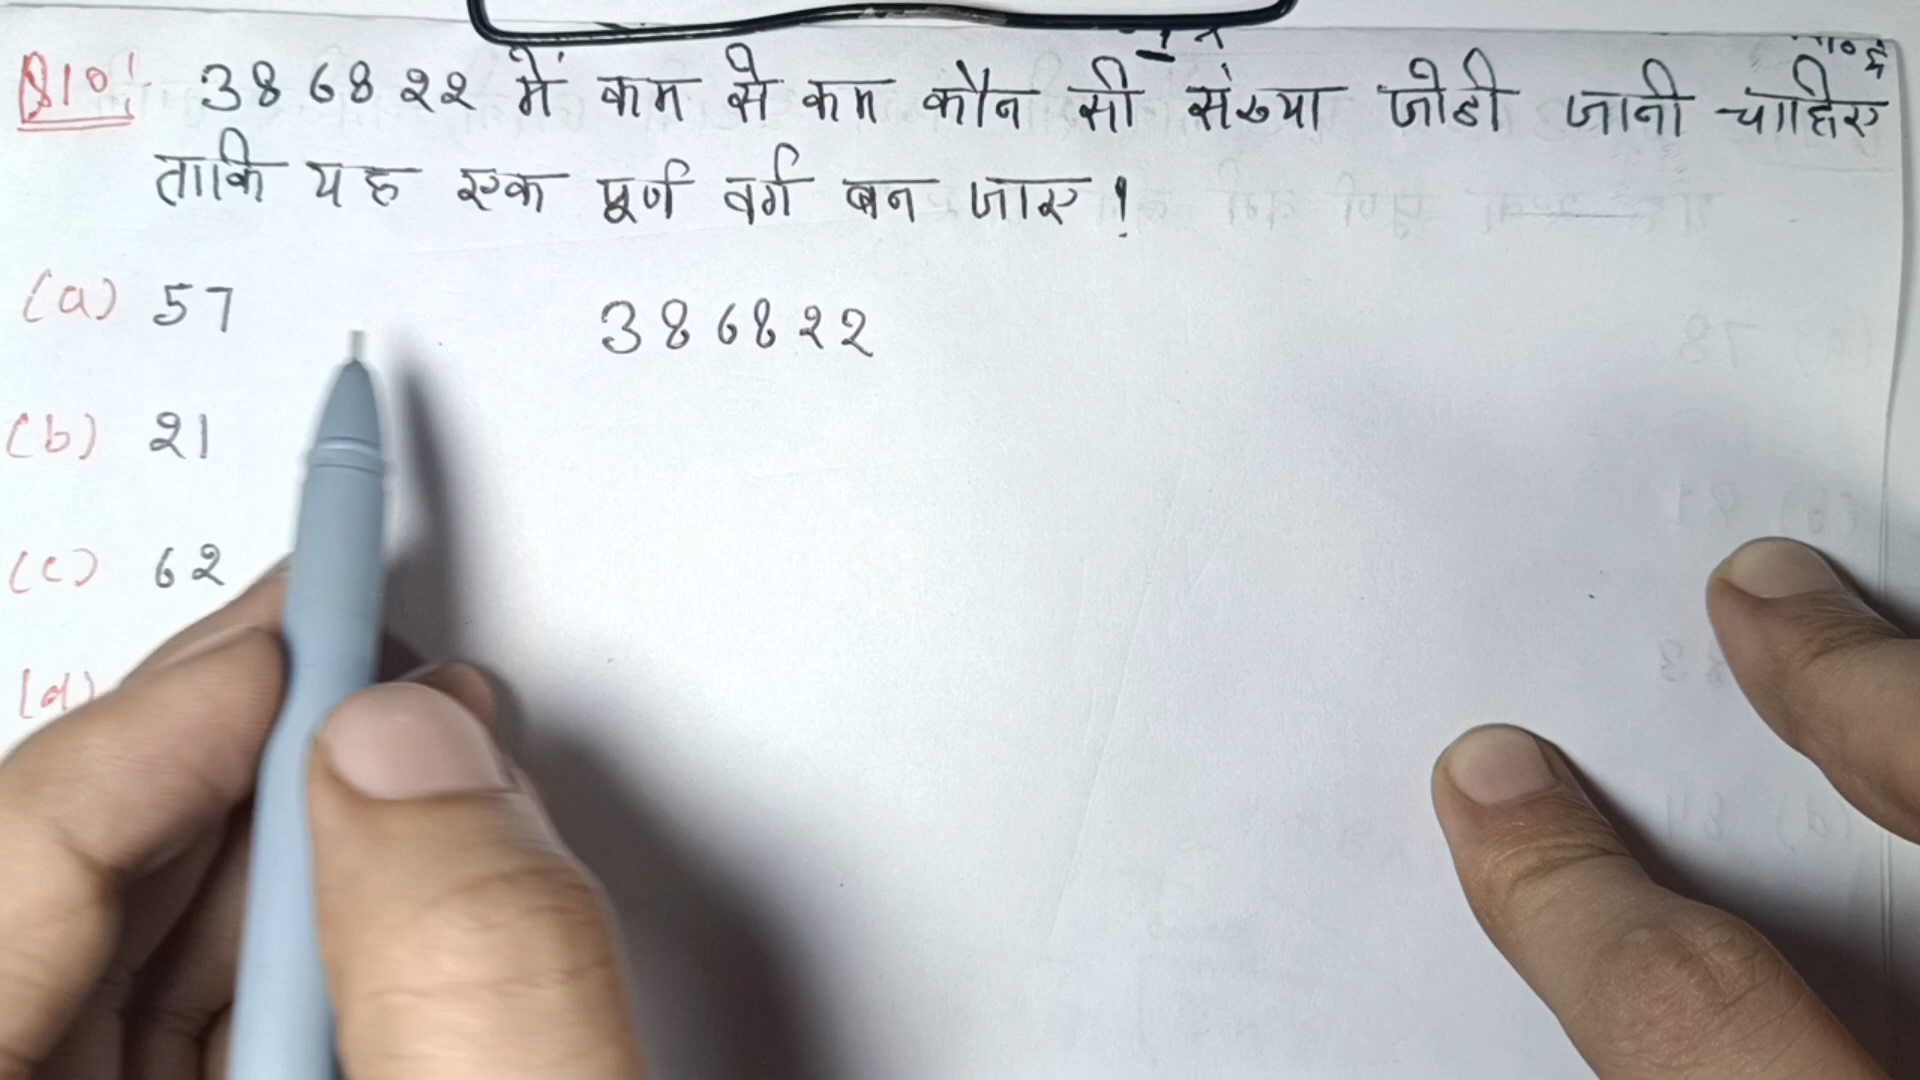 Q10! 386822 में कम से कम कौन सी संख्या जोडी जानी चाहिए
ताकि यह एक पूर्ण वर्ग बन जाए !
(a) 57
386822
(b) 21
(c) 62
(d)